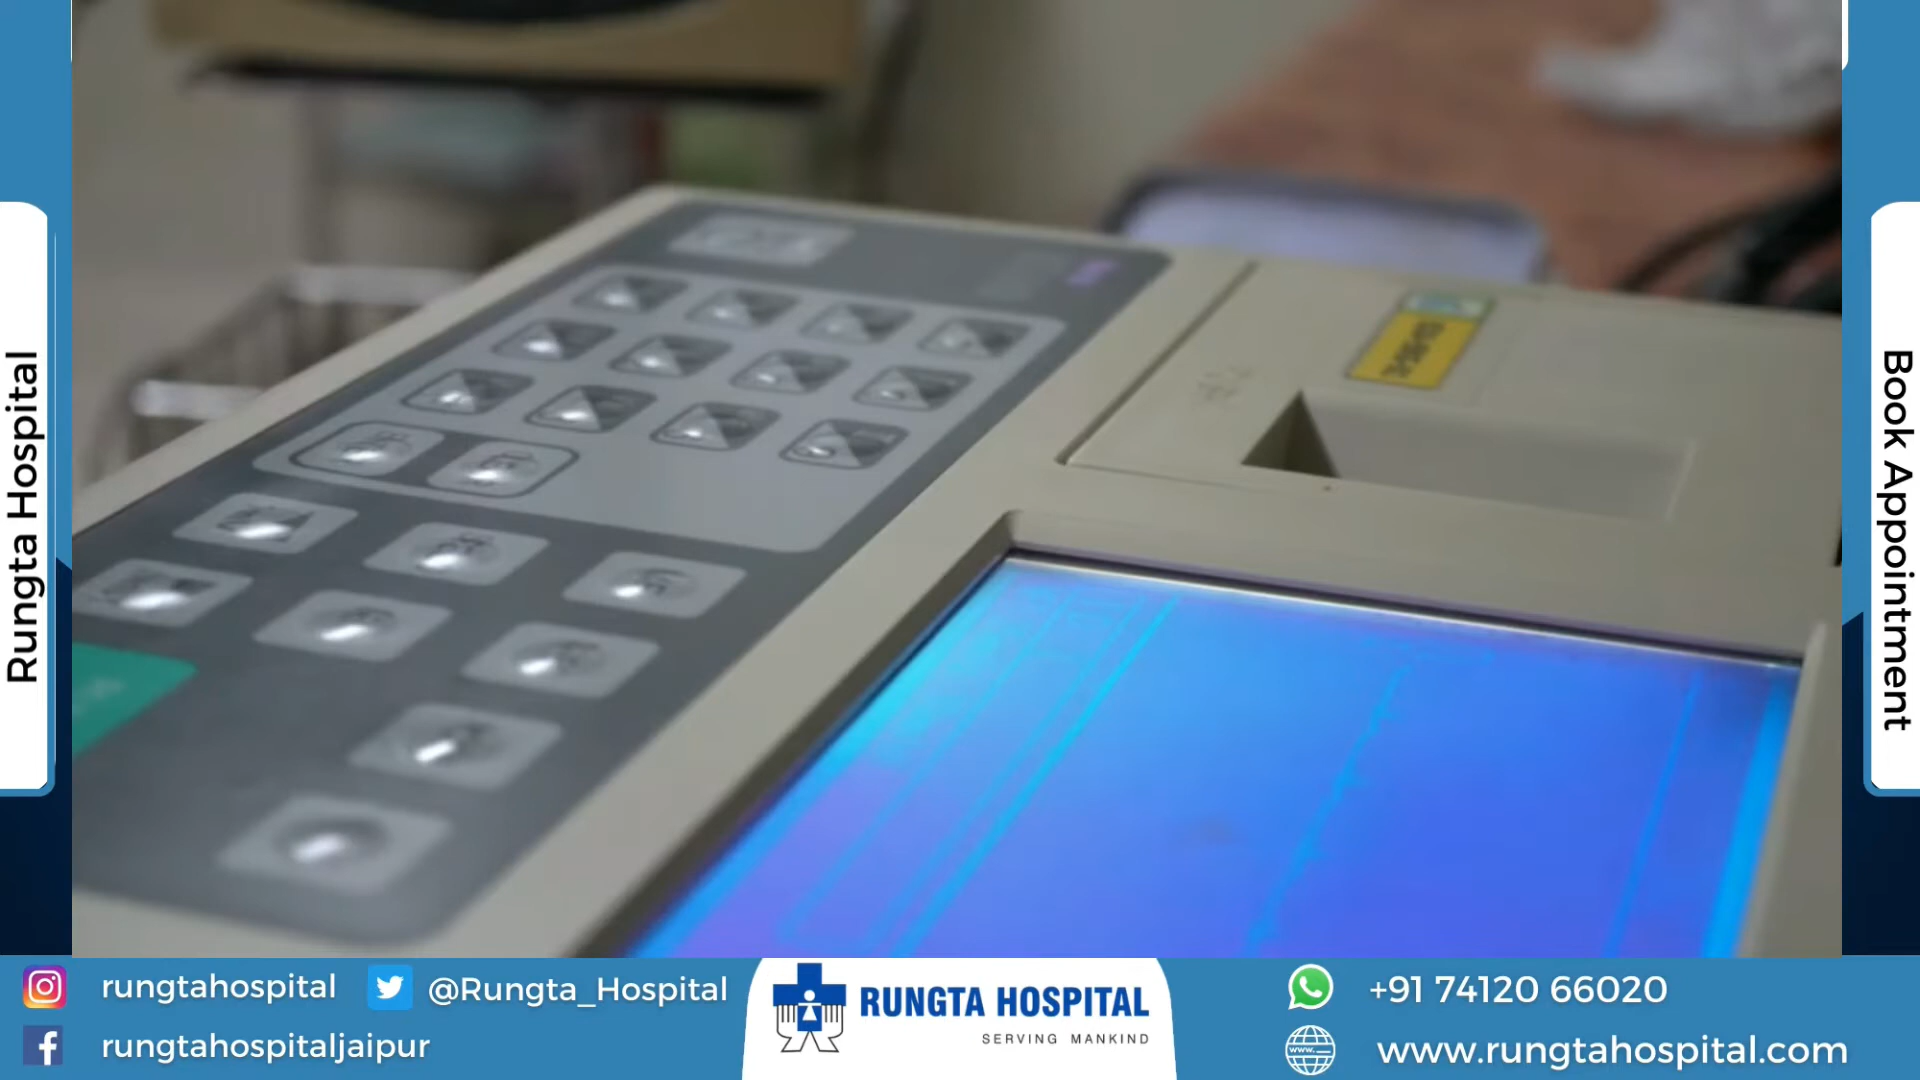 Rungta Hospital
Book Appointment
rungtahospital
@Rungta_Hospital
rungtahospitaljaipur
RUNGTA HOSPITAL
SERVING MANKIND
+91 74120 66020
www.rungtahospital.com